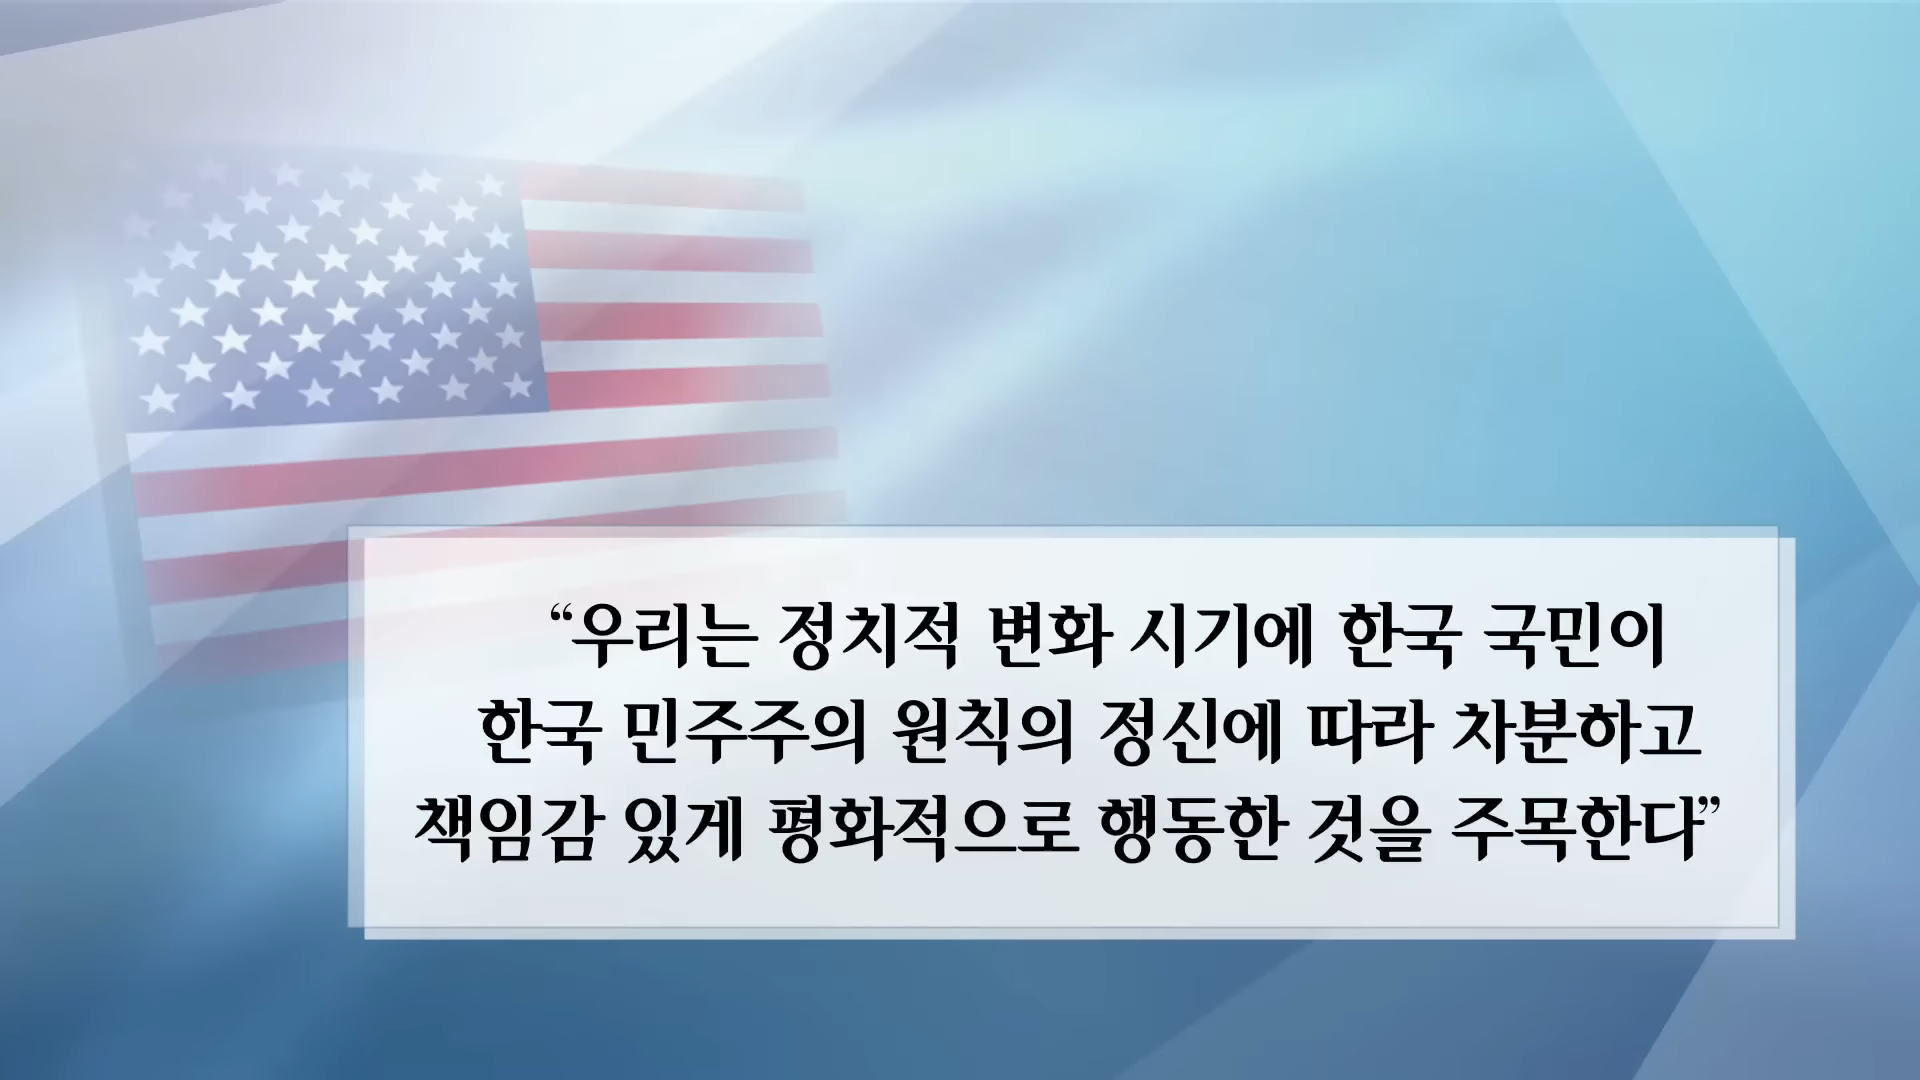 “우리는 정치적 변화 시기에 한국 국민이
한국 민주주의 원칙의 정신에 따라 차분하고
책임감 있게 평화적으로 행동한 것을 주목한다”